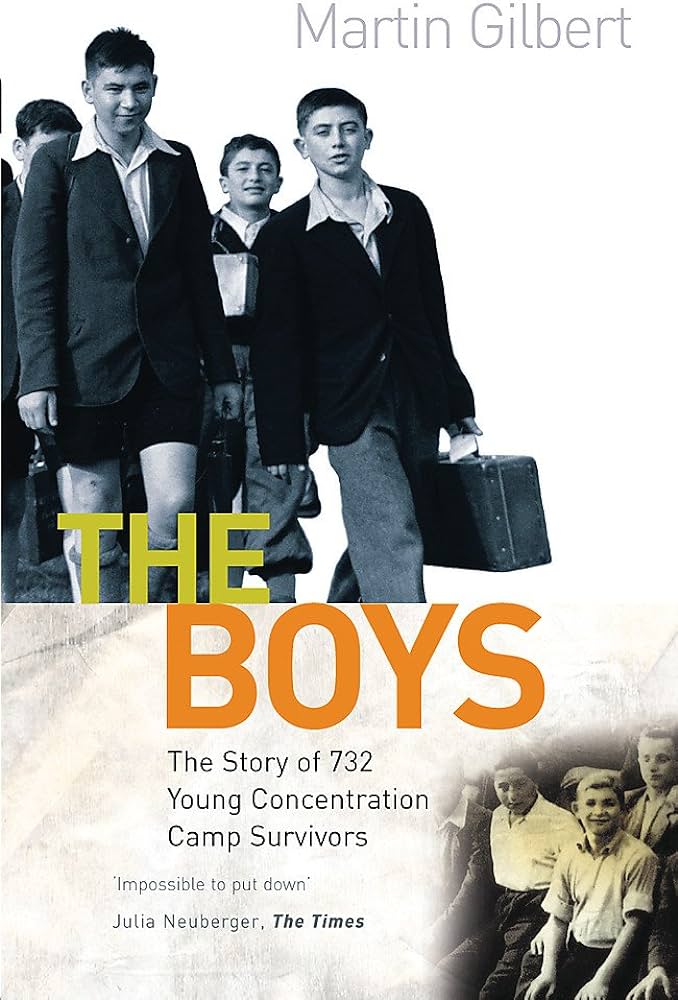 Martin Gilbert
THE
BOYS
The Story of 732
Young Concentration
Camp Survivors
‘Impossible to put down’
Julia Neuberger, The Times